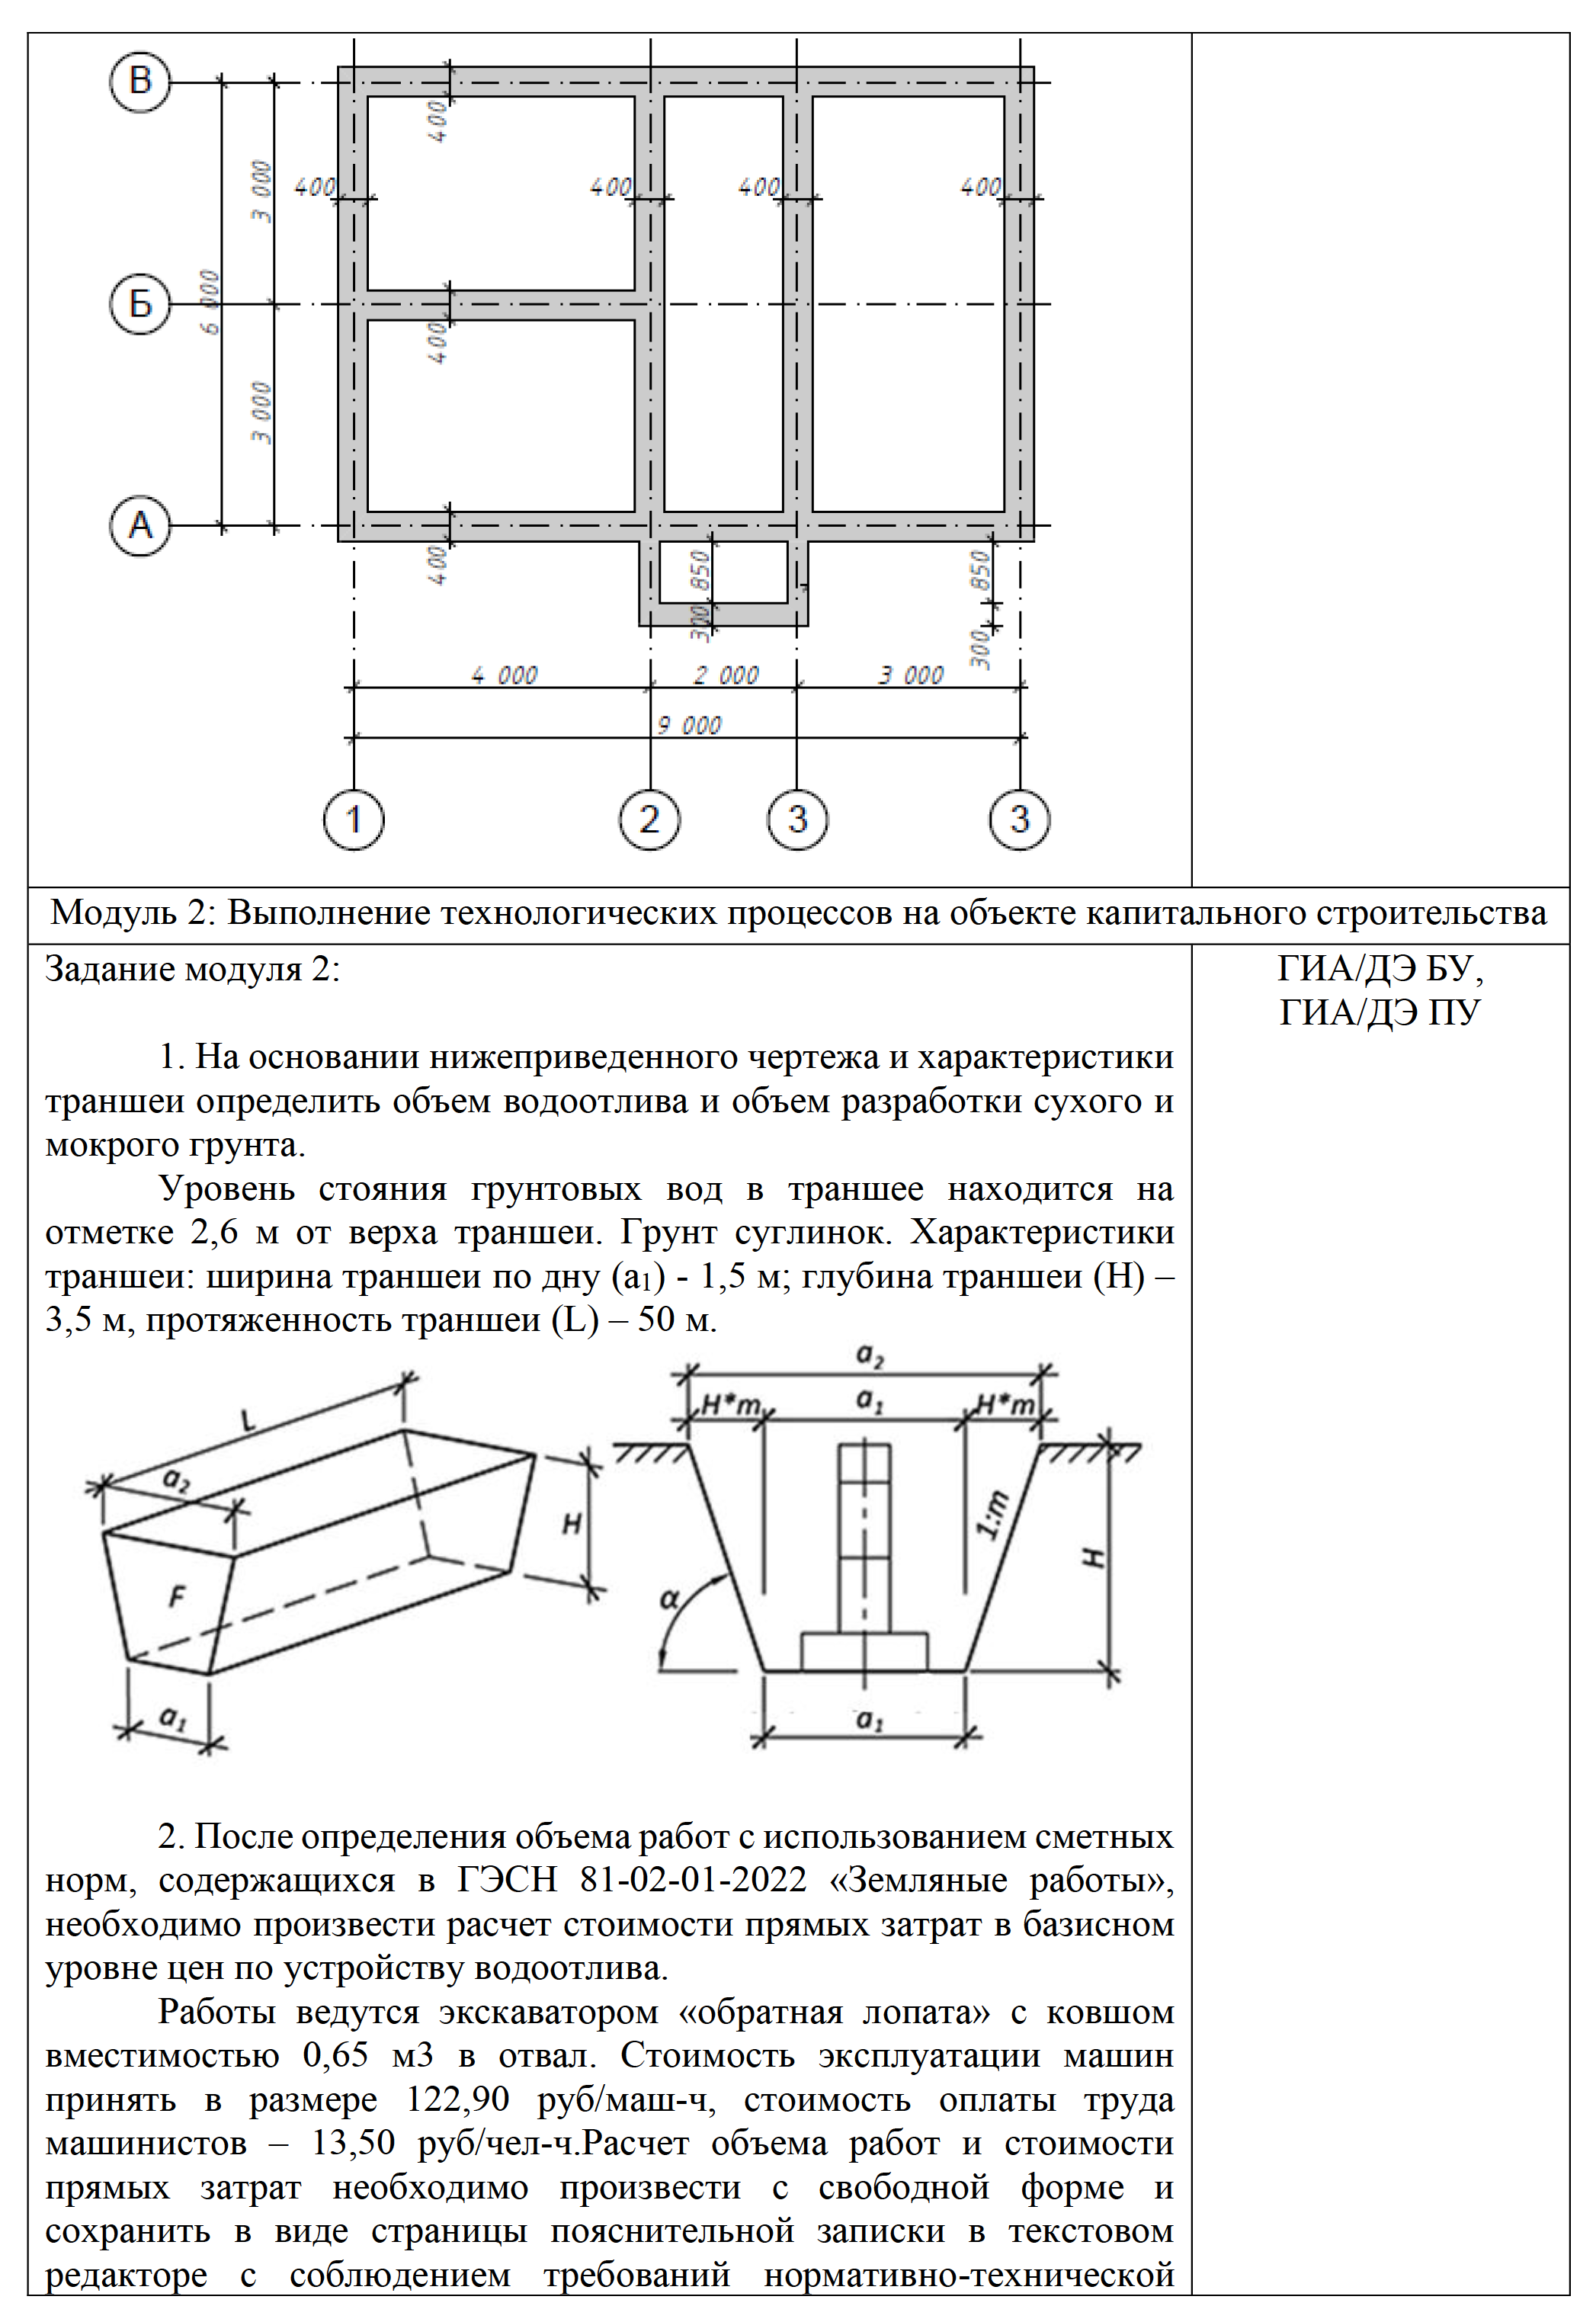 В
400
3 000
400
400
400
400
6 000
Б
400
3 000
А
400
850
300
850
300
4 000
2 000
3 000
9 000
1
2
3
3
Модуль 2: Выполнение технологических процессов на объекте капитального строительства
Задание модуля 2:
ГИА/ДЭ БУ,
ГИА/ДЭ ПУ
1. На основании нижеприведенного чертежа и характеристики
траншеи определить объем водоотлива и объем разработки сухого и
мокрого грунта.
Уровень стояния грунтовых вод в траншее находится на
отметке 2,6 м от верха траншеи. Грунт суглинок. Характеристики
траншеи: ширина траншеи по дну (а₁) - 1,5 м; глубина траншеи (Н) –
3,5 м, протяженность траншеи (L) – 50 м.
L
a₂
H
F
a₁
a₂
H*m
a₁
H*m
1:m
H
α
a₁
2. После определения объема работ с использованием сметных
норм, содержащихся в ГЭСН 81-02-01-2022 «Земляные работы»,
необходимо произвести расчет стоимости прямых затрат в базисном
уровне цен по устройству водоотлива.
Работы ведутся экскаватором «обратная лопата» с ковшом
вместимостью 0,65 м3 в отвал. Стоимость эксплуатации машин
принять в размере 122,90 руб/маш-ч, стоимость оплаты труда
машинистов – 13,50 руб/чел-ч.Расчет объема работ и стоимости
прямых затрат необходимо произвести с свободной форме и
сохранить в виде страницы пояснительной записки в текстовом
редакторе с соблюдением требований нормативно-технической